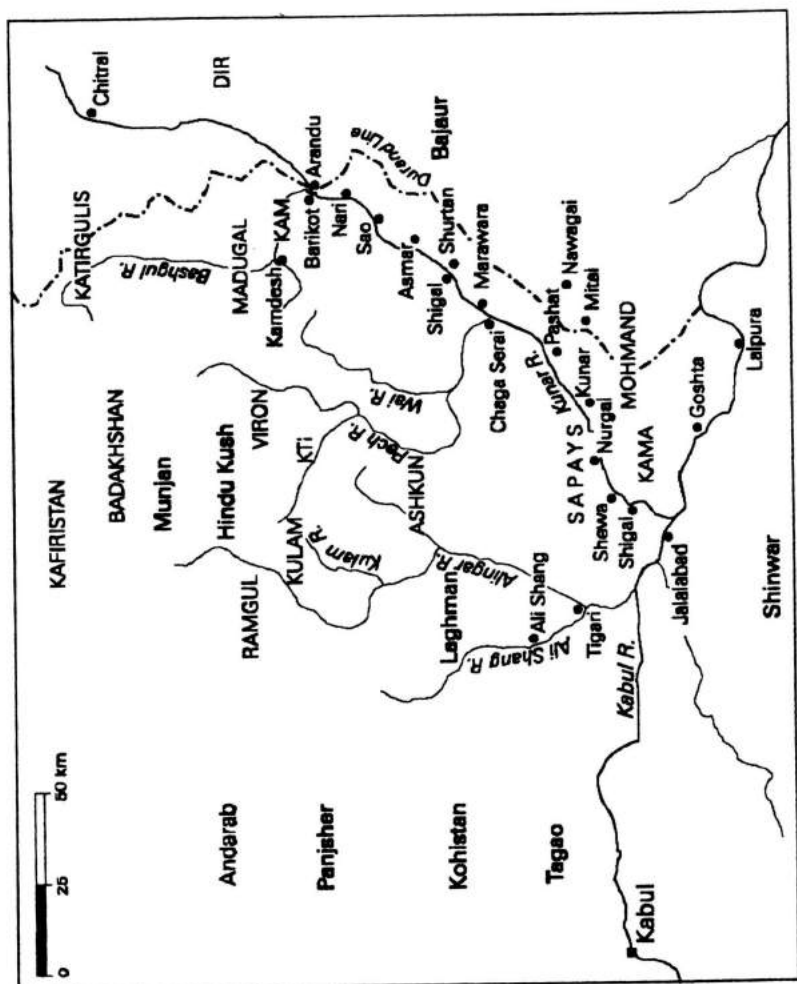 0 25 50 km
KAFIRISTAN
Chitral
KATIRGULIS
BADAKHSHAN
Munjan
Bashgul R.
Andarab
RAMGUL
Hindu Kush
DIR
MADUGAL
VIRON
Kamdesh
KAM
KULAM
KTi
Barikot
Arandu
Panjsher
Kulam R.
Nari
Durand Line
Sao
Pech R.
Wai R.
ASHKUN
Asmar
Bajaur
Kohistan
Laghman
Alingar R.
Shigal
Shurtan
Ali Shang R.
Marawara
Chaga Serai
Ali Shang
Kunar R.
Pashat
Nawagai
Tagao
Tigari
SAPAYS
Kunar
Mitai
Nurgal
Shewa
MOHMAND
Kabul R.
Shigal
KAMA
Kabul
Jalalabad
Goshta
Lalpura
Shinwar